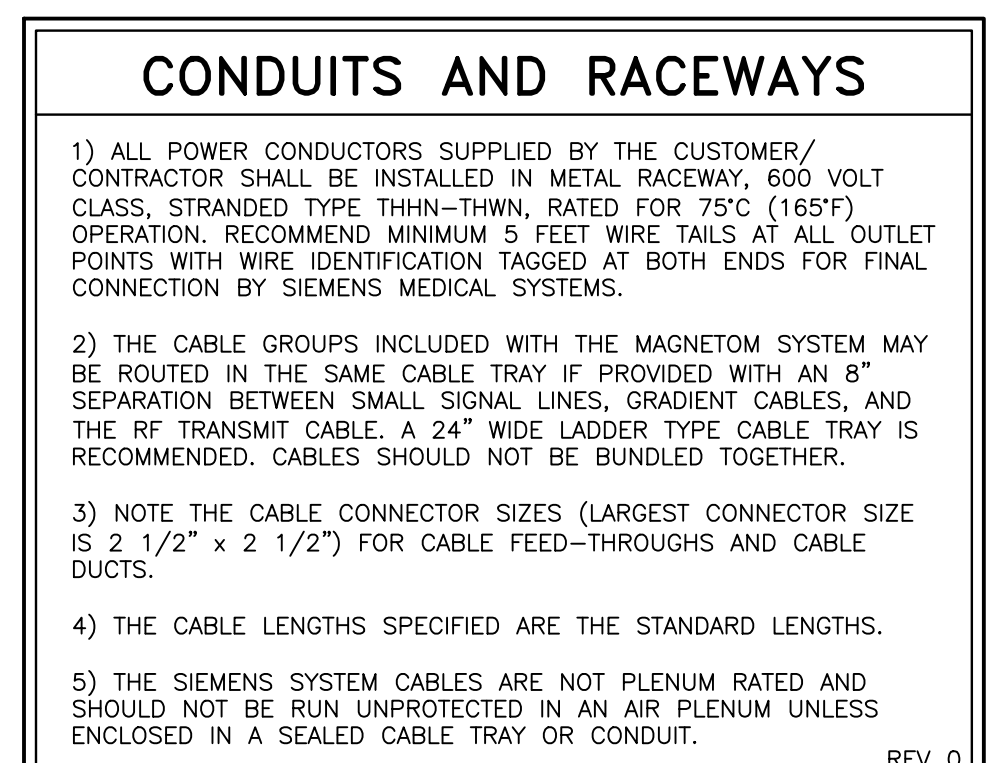 CONDUITS AND RACEWAYS
1) ALL POWER CONDUCTORS SUPPLIED BY THE CUSTOMER/
CONTRACTOR SHALL BE INSTALLED IN METAL RACEWAY, 600 VOLT
CLASS, STRANDED TYPE THHN–THWN, RATED FOR 75°C (165°F)
OPERATION. RECOMMEND MINIMUM 5 FEET WIRE TAILS AT ALL OUTLET
POINTS WITH WIRE IDENTIFICATION TAGGED AT BOTH ENDS FOR FINAL
CONNECTION BY SIEMENS MEDICAL SYSTEMS.
2) THE CABLE GROUPS INCLUDED WITH THE MAGNETOM SYSTEM MAY
BE ROUTED IN THE SAME CABLE TRAY IF PROVIDED WITH AN 8”
SEPARATION BETWEEN SMALL SIGNAL LINES, GRADIENT CABLES, AND
THE RF TRANSMIT CABLE. A 24” WIDE LADDER TYPE CABLE TRAY IS
RECOMMENDED. CABLES SHOULD NOT BE BUNDLED TOGETHER.
3) NOTE THE CABLE CONNECTOR SIZES (LARGEST CONNECTOR SIZE
IS 2 1/2” x 2 1/2”) FOR CABLE FEED–THROUGHS AND CABLE
DUCTS.
4) THE CABLE LENGTHS SPECIFIED ARE THE STANDARD LENGTHS.
5) THE SIEMENS SYSTEM CABLES ARE NOT PLENUM RATED AND
SHOULD NOT BE RUN UNPROTECTED IN AN AIR PLENUM UNLESS
ENCLOSED IN A SEALED CABLE TRAY OR CONDUIT.
REV 0